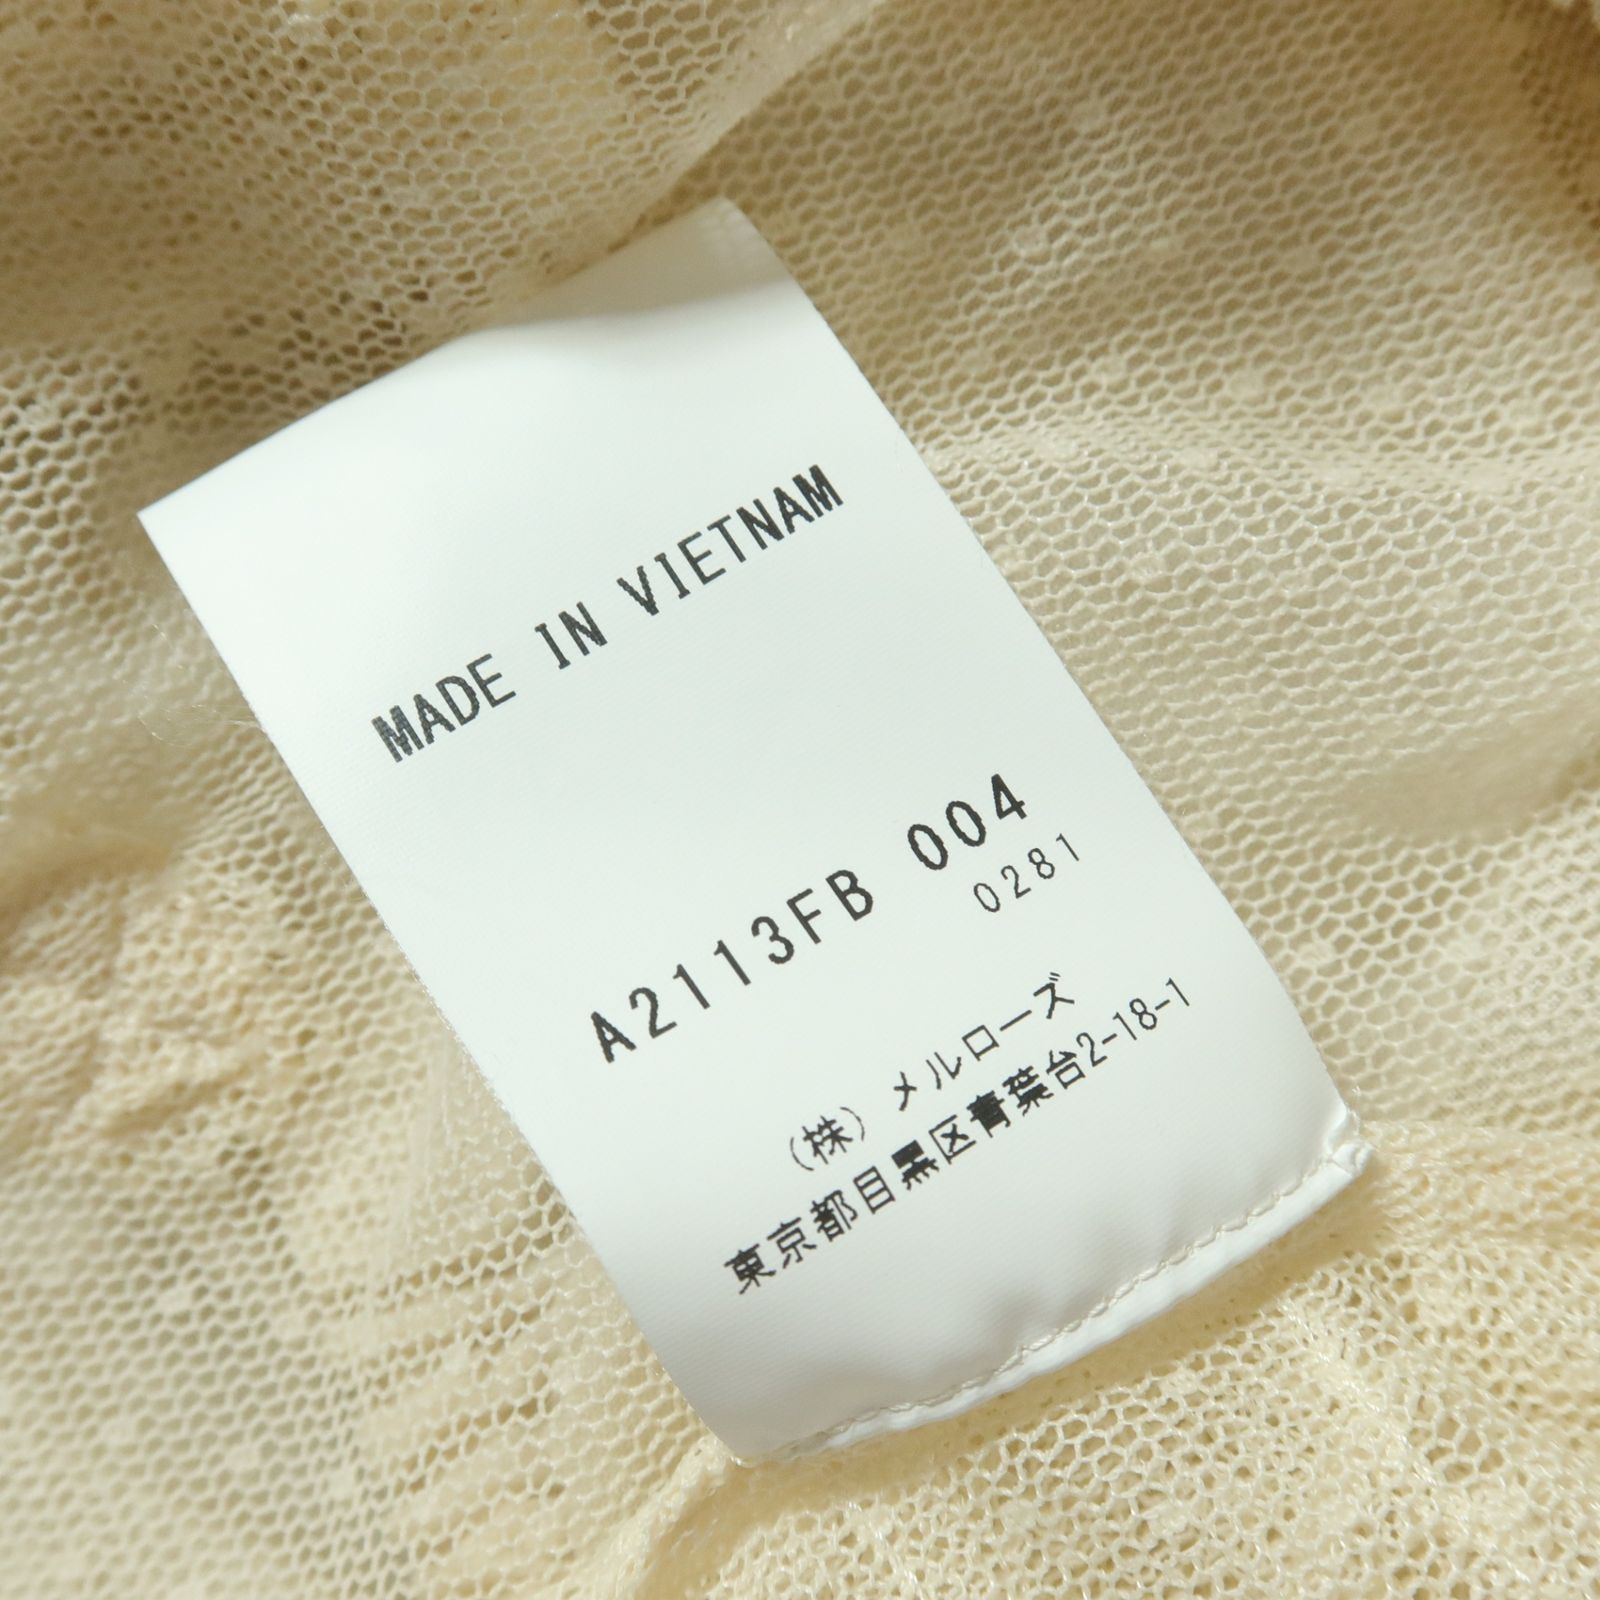 MADE IN VIETNAM
A2113FB 004
0281
(株) メルローズ
東京都目黒区青葉台2-18-1